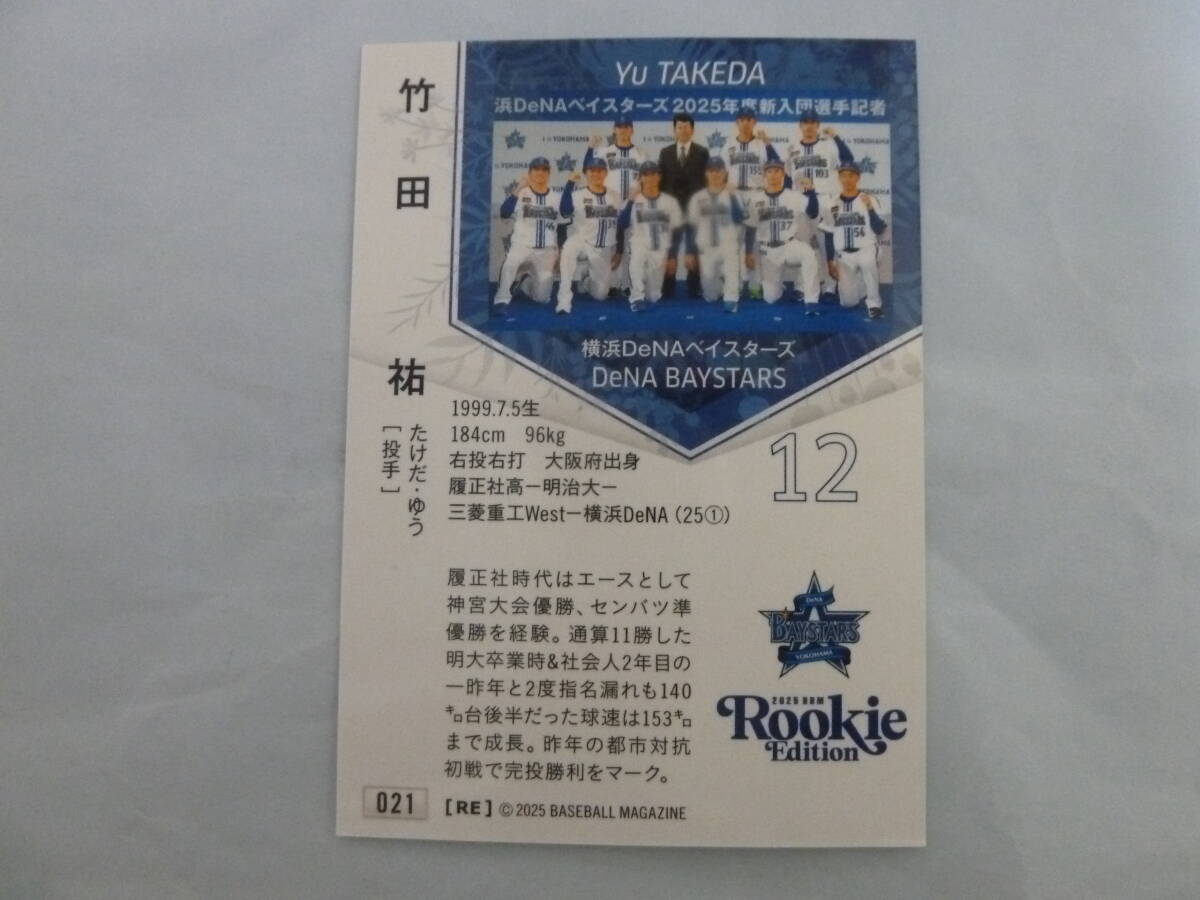 竹田 祐
たけだ・ゆう
[投手]
Yu TAKEDA
浜DeNAベイスターズ2025年度新入団選手記者
横浜DeNAベイスターズ
DeNA BAYSTARS
1999.7.5生
184cm 96kg
右投右打 大阪府出身
履正社高ー明治大ー
三菱重工Westー横浜DeNA（25①）
12
履正社時代はエースとして
神宮大会優勝、センバツ準
優勝を経験。通算11勝した
明大卒業時&社会人2年目の
一昨年と2度指名漏れも140
㌔台後半だった球速は153㌔
まで成長。昨年の都市対抗
初戦で完投勝利をマーク。
DeNA
BAYSTARS
YOKOHAMA
2025 BBM
Rookie
Edition
021
[RE] © 2025 BASEBALL MAGAZINE